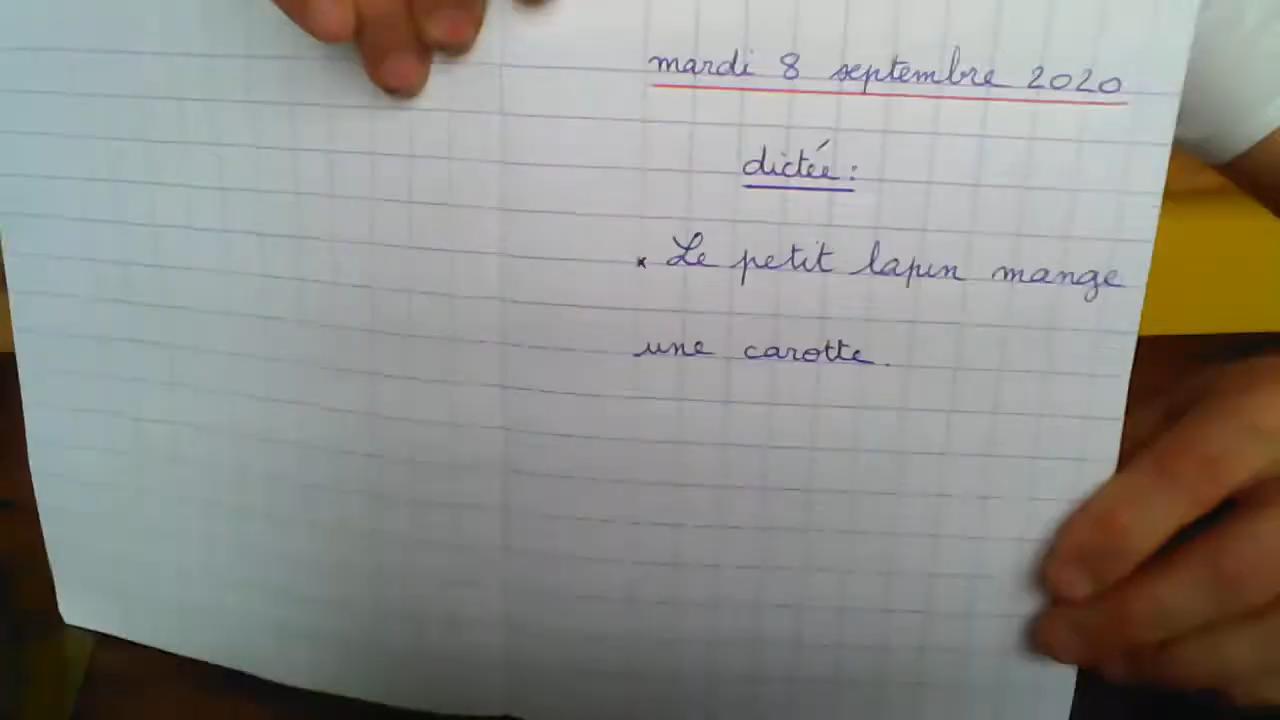 mardi 8 septembre 2020
dictée :
* Le petit lapin mange
une carotte.